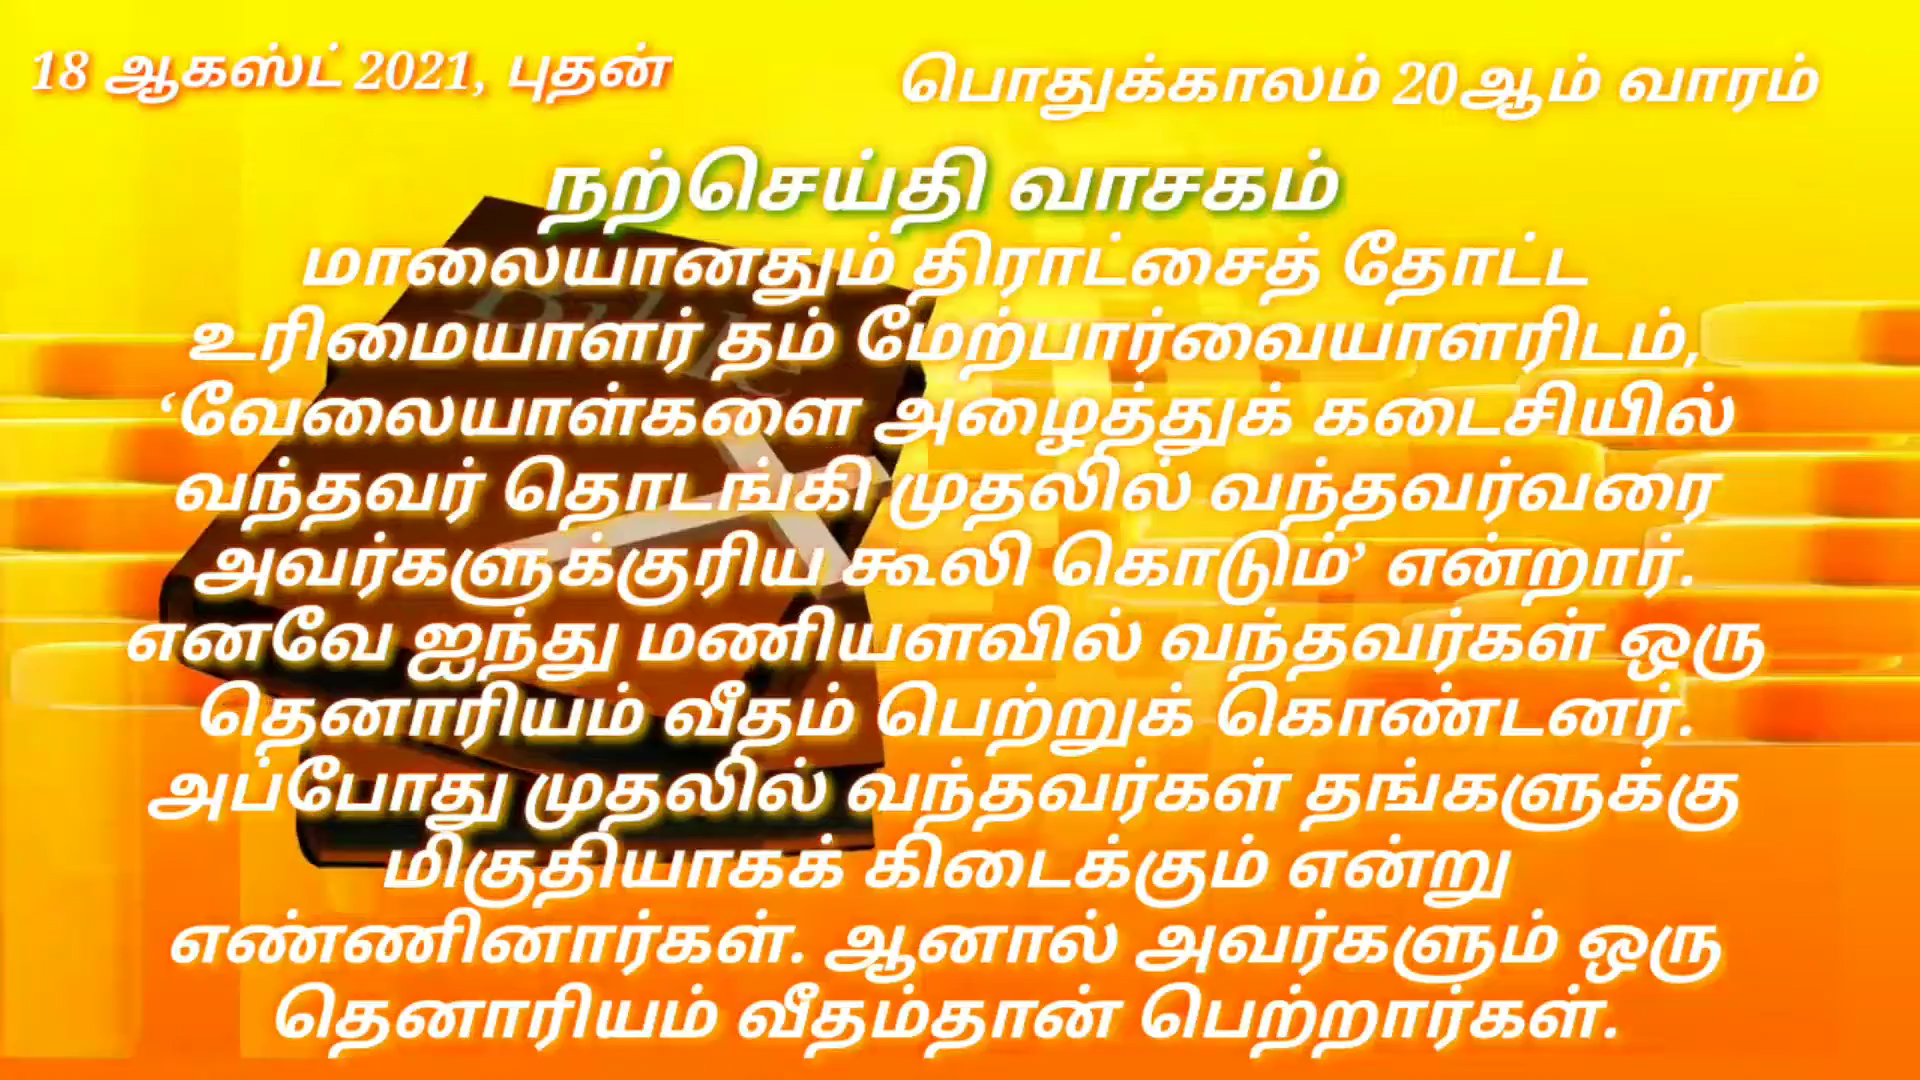 18 ஆகஸ்ட் 2021, புதன்
பொதுக்காலம் 20ஆம் வாரம்
நற்செய்தி வாசகம்
மாலையானதும் திராட்சைத் தோட்ட
உரிமையாளர் தம் மேற்பார்வையாளரிடம்,
‘வேலையாள்களை அழைத்துக் கடைசியில்
வந்தவர் தொடங்கி முதலில் வந்தவர்வரை
அவர்களுக்குரிய கூலி கொடும்’ என்றார்.
எனவே ஐந்து மணியளவில் வந்தவர்கள் ஒரு
தெனாரியம் வீதம் பெற்றுக் கொண்டனர்.
அப்போது முதலில் வந்தவர்கள் தங்களுக்கு
மிகுதியாகக் கிடைக்கும் என்று
எண்ணினார்கள். ஆனால் அவர்களும் ஒரு
தெனாரியம் வீதம்தான் பெற்றார்கள்.
Bible